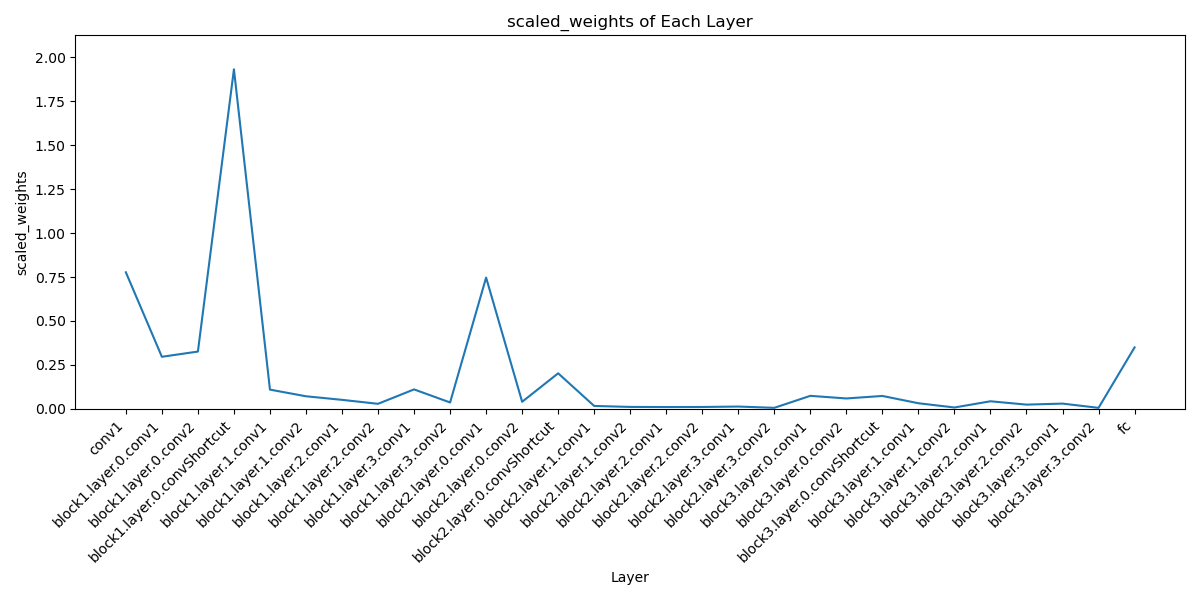 scaled_weights of Each Layer
scaled_weights
2.00
1.75
1.50
1.25
1.00
0.75
0.50
0.25
0.00
conv1
block1.layer.0.conv1
block1.layer.0.conv2
block1.layer.0.convShortcut
block1.layer.1.conv1
block1.layer.1.conv2
block1.layer.2.conv1
block1.layer.2.conv2
block1.layer.3.conv1
block1.layer.3.conv2
block2.layer.0.conv1
block2.layer.0.conv2
block2.layer.0.convShortcut
block2.layer.1.conv1
block2.layer.1.conv2
block2.layer.2.conv1
block2.layer.2.conv2
block2.layer.3.conv1
block2.layer.3.conv2
block3.layer.0.conv1
block3.layer.0.conv2
block3.layer.0.convShortcut
block3.layer.1.conv1
block3.layer.1.conv2
block3.layer.2.conv1
block3.layer.2.conv2
block3.layer.3.conv1
block3.layer.3.conv2
fc
Layer